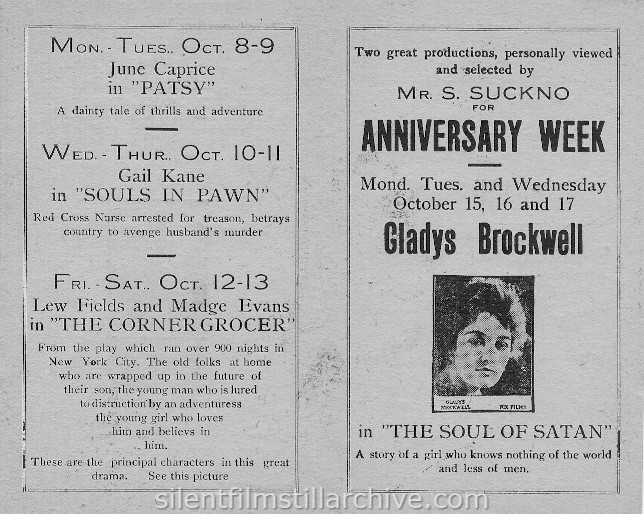 MON. - TUES.. OCT. 8-9
June Caprice
in "PATSY"
A dainty tale of thrills and adventure
WED. - THUR.. OCT. 10-11
Gail Kane
in "SOULS IN PAWN"
Red Cross Nurse arrested for treason, betrays
country to avenge husband's murder
FRI. - SAT.. OCT. 12-13
Lew Fields and Madge Evans
in "THE CORNER GROCER"
From the play which ran over 900 nights in
New York City. The old folks at home
who are wrapped up in the future of
their son, the young man who is lured
to distruction by an adventuress
the young girl who loves
him and believes in
him.
These are the principal characters in this great
drama. See this picture
Two great productions, personally viewed
and selected by
MR. S. SUCKNO
FOR
ANNIVERSARY WEEK
Mond. Tues. and Wednesday
October 15, 16 and 17
Gladys Brockwell
GLADYS
BROCKWELL FOX FILMS
in "THE SOUL OF SATAN"
A story of a girl who knows nothing of the world
and less of men.
silentfilmstillarchive.com